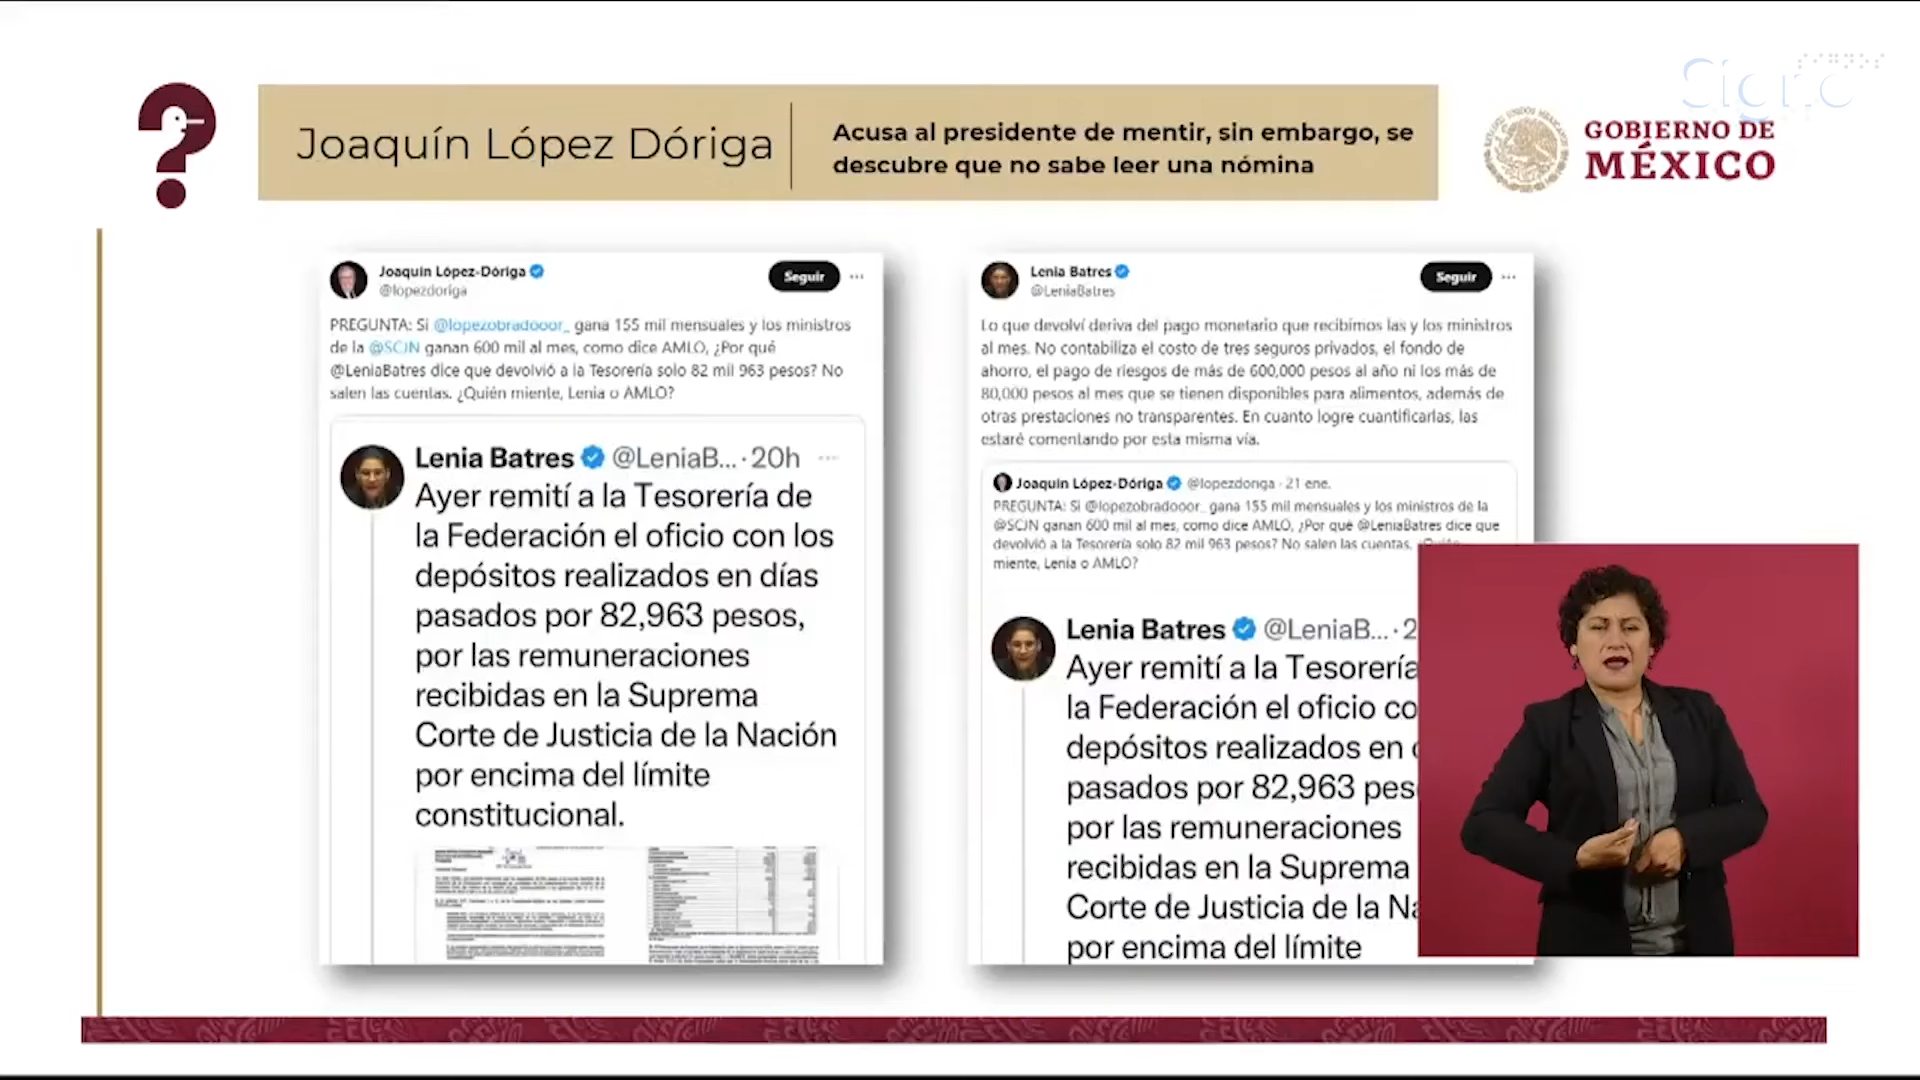 Joaquín López Dóriga
Acusa al presidente de mentir, sin embargo, se
descubre que no sabe leer una nómina
Signo
GOBIERNO DE
MÉXICO
Joaquín López-Dóriga
@lopezdoriga
Seguir
PREGUNTA: Si @lopezobradooor_ gana 155 mil mensuales y los ministros
de la @SCJN ganan 600 mil al mes, como dice AMLO, ¿Por qué
@LeniaBatres dice que devolvió a la Tesorería solo 82 mil 963 pesos? No
salen las cuentas. ¿Quién miente, Lenia o AMLO?
Lenia Batres @LeniaB... · 20h
Ayer remití a la Tesorería de
la Federación el oficio con los
depósitos realizados en días
pasados por 82,963 pesos,
por las remuneraciones
recibidas en la Suprema
Corte de Justicia de la Nación
por encima del límite
constitucional.
Lenia Batres
@LeniaBatres
Seguir
Lo que devolví deriva del pago monetario que recibimos las y los ministros
al mes. No contabiliza el costo de tres seguros privados, el fondo de
ahorro, el pago de riesgos de más de 600,000 pesos al año ni los más de
80,000 pesos al mes que se tienen disponibles para alimentos, además de
otras prestaciones no transparentes. En cuanto logre cuantificarlas, las
estaré comentando por esta misma vía.
Joaquín López-Dóriga @lopezdoriga · 21 ene.
PREGUNTA: Si @lopezobradooor_ gana 155 mil mensuales y los ministros de la
@SCJN ganan 600 mil al mes, como dice AMLO, ¿Por qué @LeniaBatres dice que
devolvió a la Tesorería solo 82 mil 963 pesos? No salen las cuentas. ¿Quién
miente, Lenia o AMLO?
Lenia Batres @LeniaB... · 2
Ayer remití a la Tesorería
la Federación el oficio co
depósitos realizados en
pasados por 82,963 pes
por las remuneraciones
recibidas en la Suprema
Corte de Justicia de la Na
por encima del límite